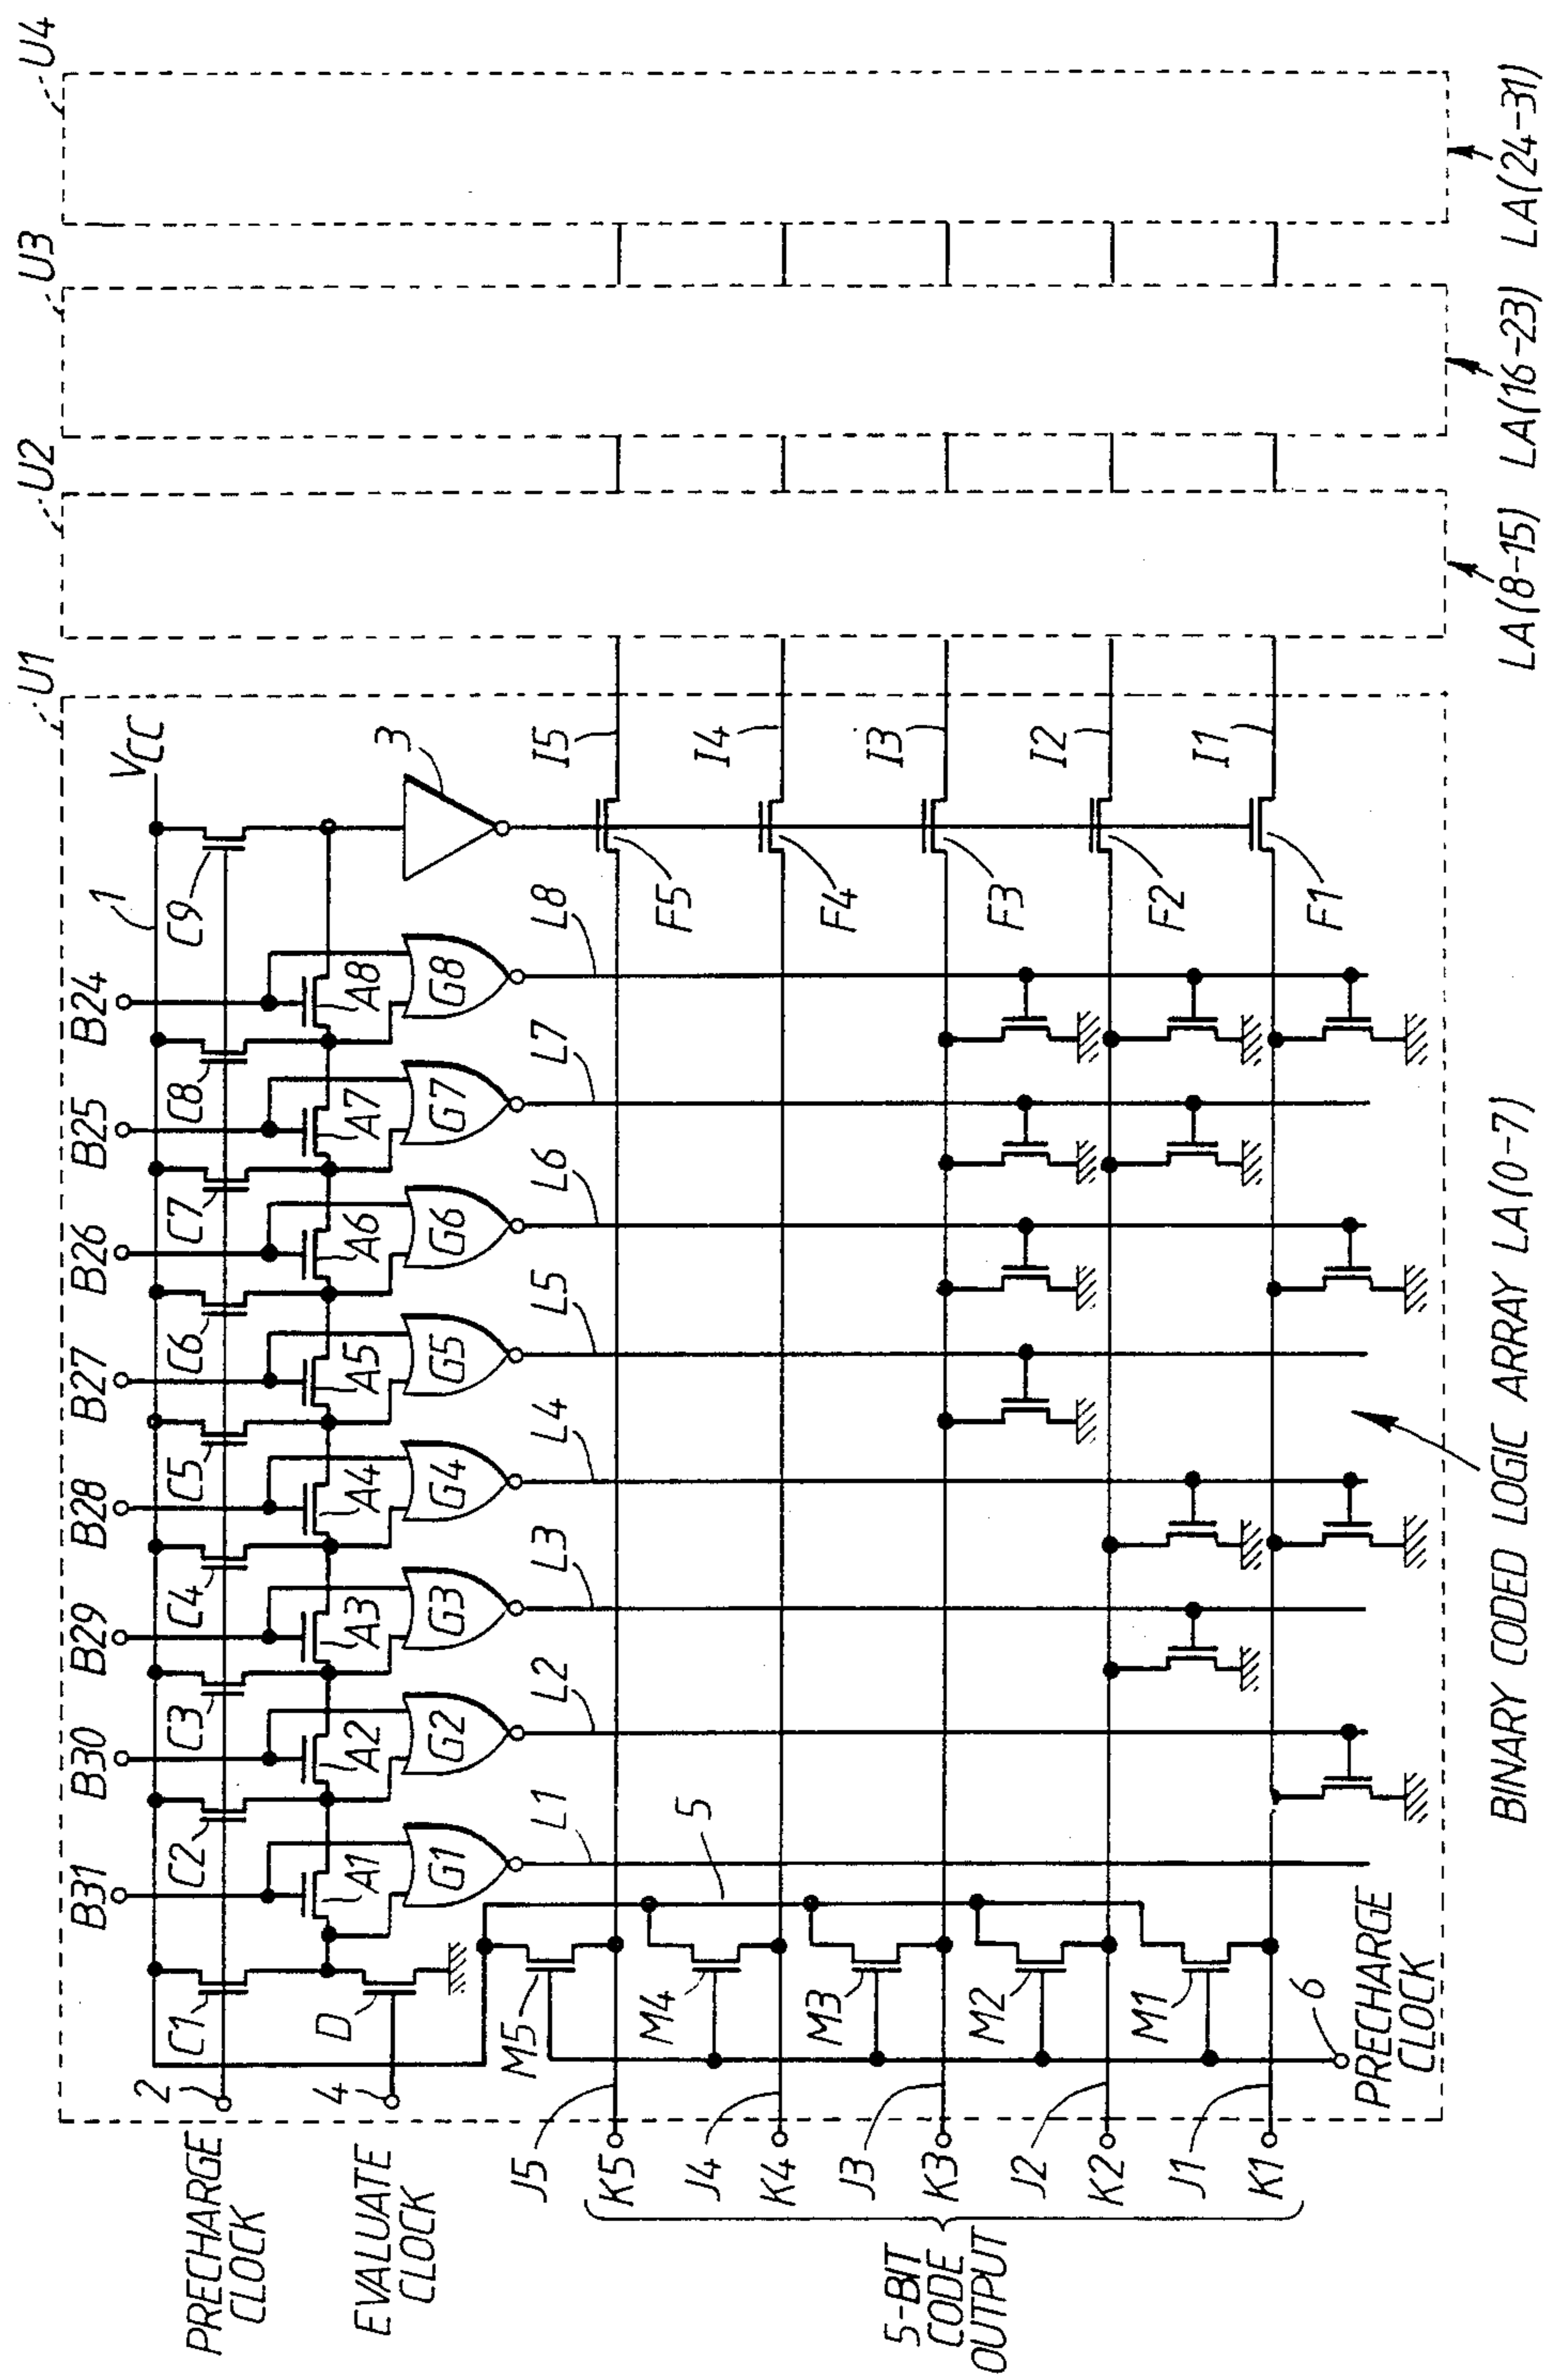 U1
U2
U3
U4
B31
B30
B29
B28
B27
B26
B25
B24
1
VCC
2
C1
C2
C3
C4
C5
C6
C7
C8
C9
PRECHARGE
CLOCK
4
D
A1
A2
A3
A4
A5
A6
A7
A8
3
EVALUATE
CLOCK
G1
G2
G3
G4
G5
G6
G7
G8
L1
L2
L3
L4
L5
L6
L7
L8
J5
K5
M5
F5
I5
J4
K4
M4
5
F4
I4
5-BIT
CODE
OUTPUT
J3
K3
M3
F3
I3
J2
K2
M2
F2
I2
J1
K1
M1
F1
I1
6
PRECHARGE
CLOCK
BINARY CODED LOGIC ARRAY LA(0-7)
LA(8-15)
LA(16-23)
LA(24-31)